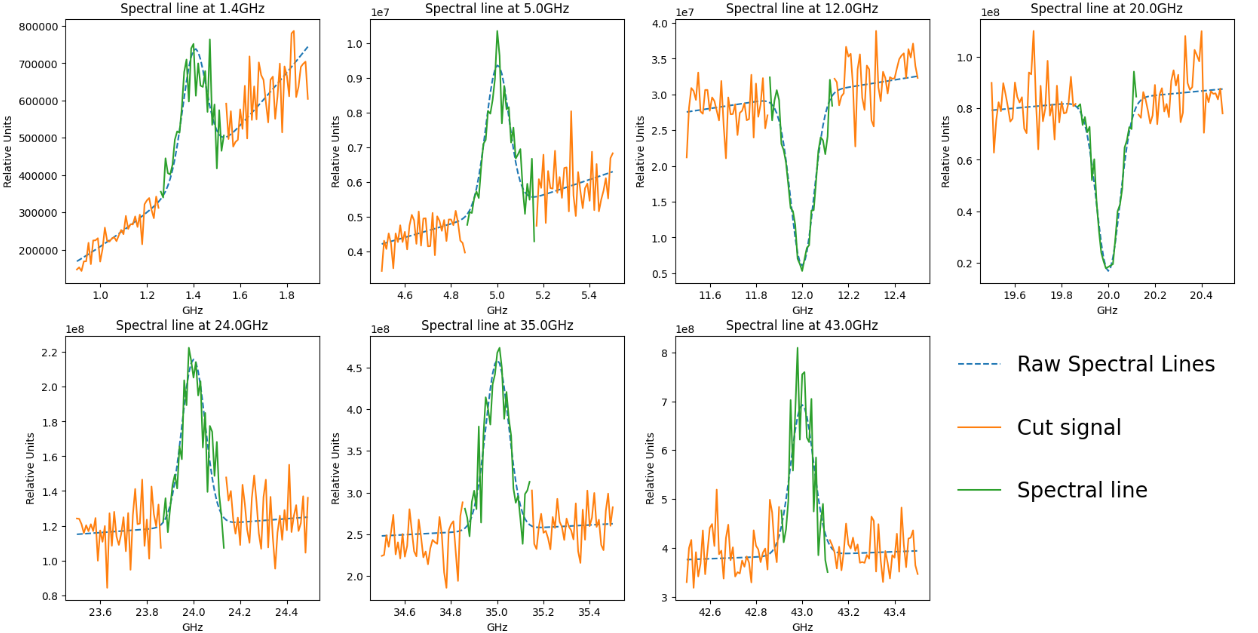 Spectral line at 1.4GHz
Relative Units
800000
700000
600000
500000
400000
300000
200000
1.0 1.2 1.4 1.6 1.8
GHz
Spectral line at 5.0GHz
1e7
Relative Units
1.0
0.9
0.8
0.7
0.6
0.5
0.4
4.6 4.8 5.0 5.2 5.4
GHz
Spectral line at 12.0GHz
1e7
Relative Units
4.0
3.5
3.0
2.5
2.0
1.5
1.0
0.5
11.6 11.8 12.0 12.2 12.4
GHz
Spectral line at 20.0GHz
1e8
Relative Units
1.0
0.8
0.6
0.4
0.2
19.6 19.8 20.0 20.2 20.4
GHz
Spectral line at 24.0GHz
1e8
Relative Units
2.2
2.0
1.8
1.6
1.4
1.2
1.0
0.8
23.6 23.8 24.0 24.2 24.4
GHz
Spectral line at 35.0GHz
1e8
Relative Units
4.5
4.0
3.5
3.0
2.5
2.0
34.6 34.8 35.0 35.2 35.4
GHz
Spectral line at 43.0GHz
1e8
Relative Units
8
7
6
5
4
3
42.6 42.8 43.0 43.2 43.4
GHz
Raw Spectral Lines
Cut signal
Spectral line